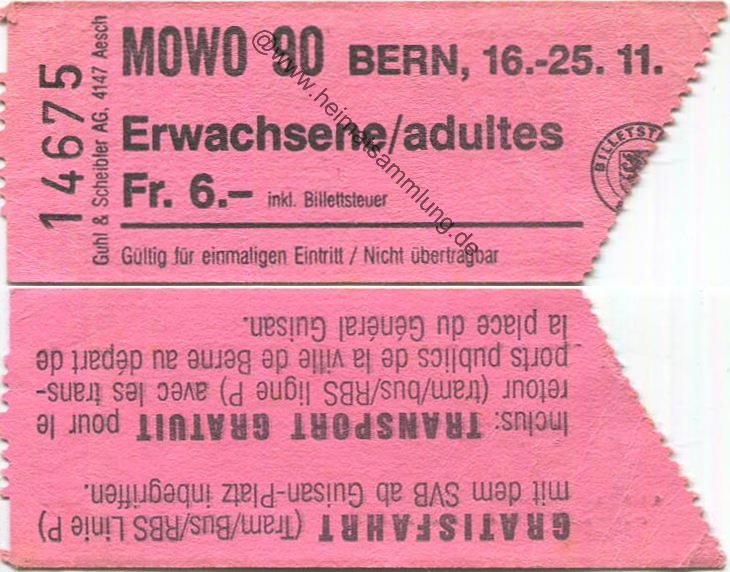 MOWO 90 BERN, 16.-25. 11.
Erwachsene/adultes
Fr. 6.- inkl. Billettsteuer
Gültig für einmaligen Eintritt / Nicht übertragbar
14675
Guhl & Scheibler AG, 4147 Aesch
@www.heimatsammlung.de
GRATISFAHRT (Tram/Bus/RBS Linie P)
mit dem SVB ab Guisan-Platz inbegriffen.
Inclus: TRANSPORT GRATUIT pour le
retour (tram/bus/RBS ligne P) avec les trans-
ports publics de la ville de Berne au départ de
la place du Général Guisan.